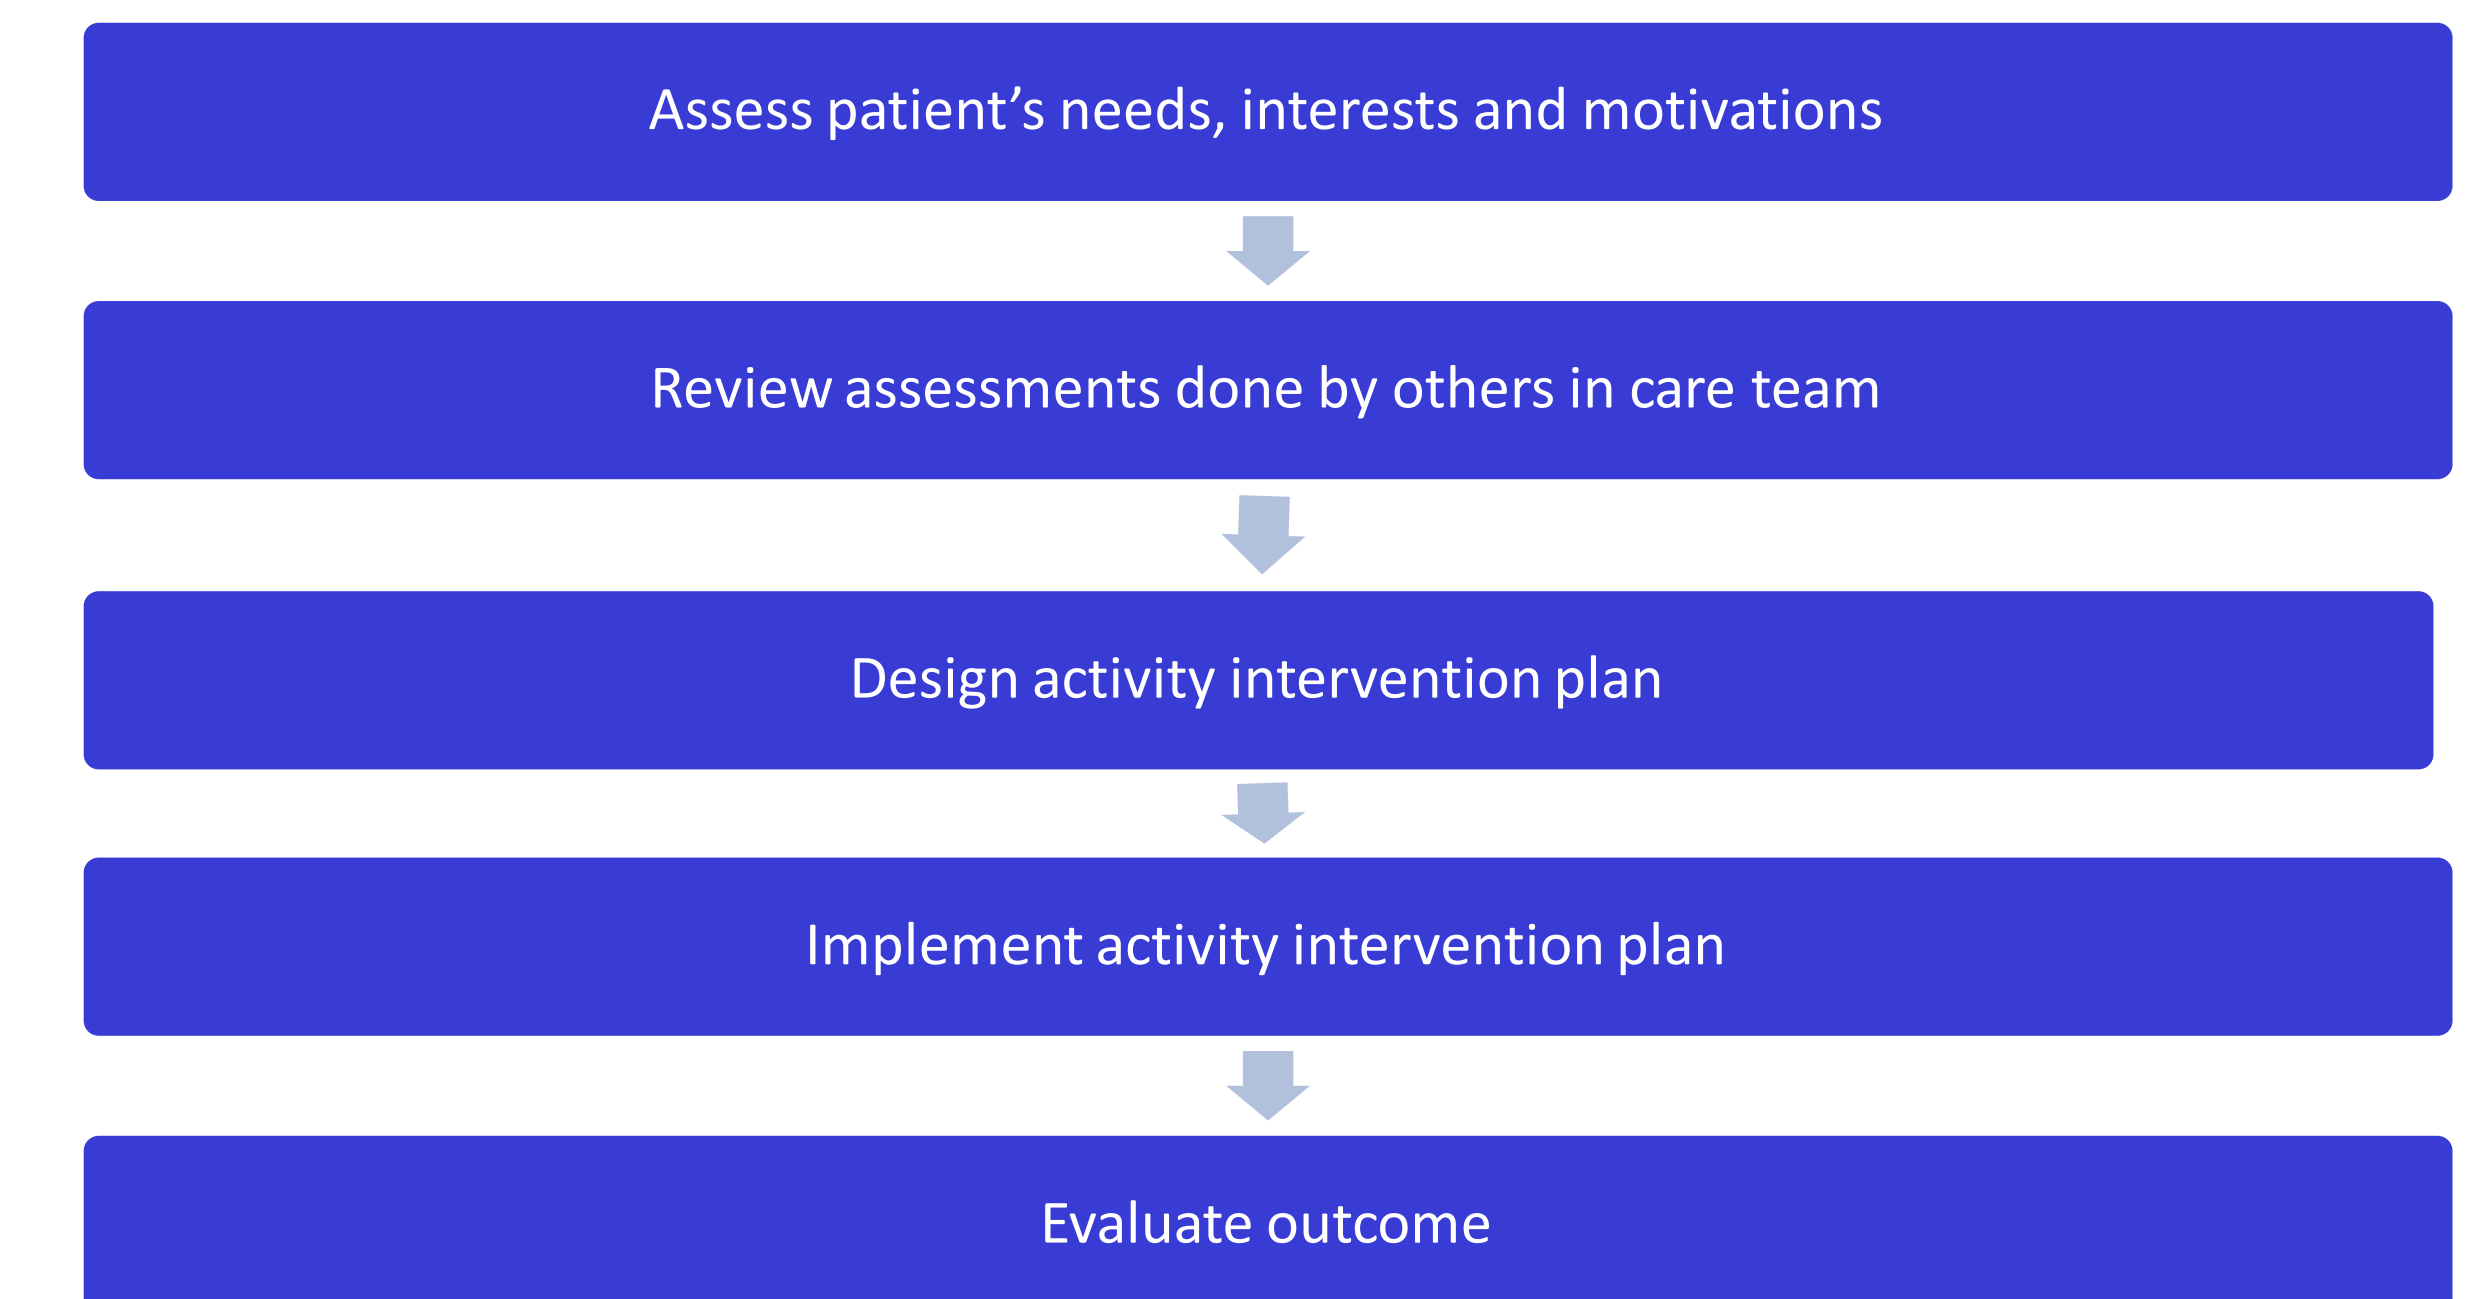 Assess patient’s needs, interests and motivations
Review assessments done by others in care team
Design activity intervention plan
Implement activity intervention plan
Evaluate outcome